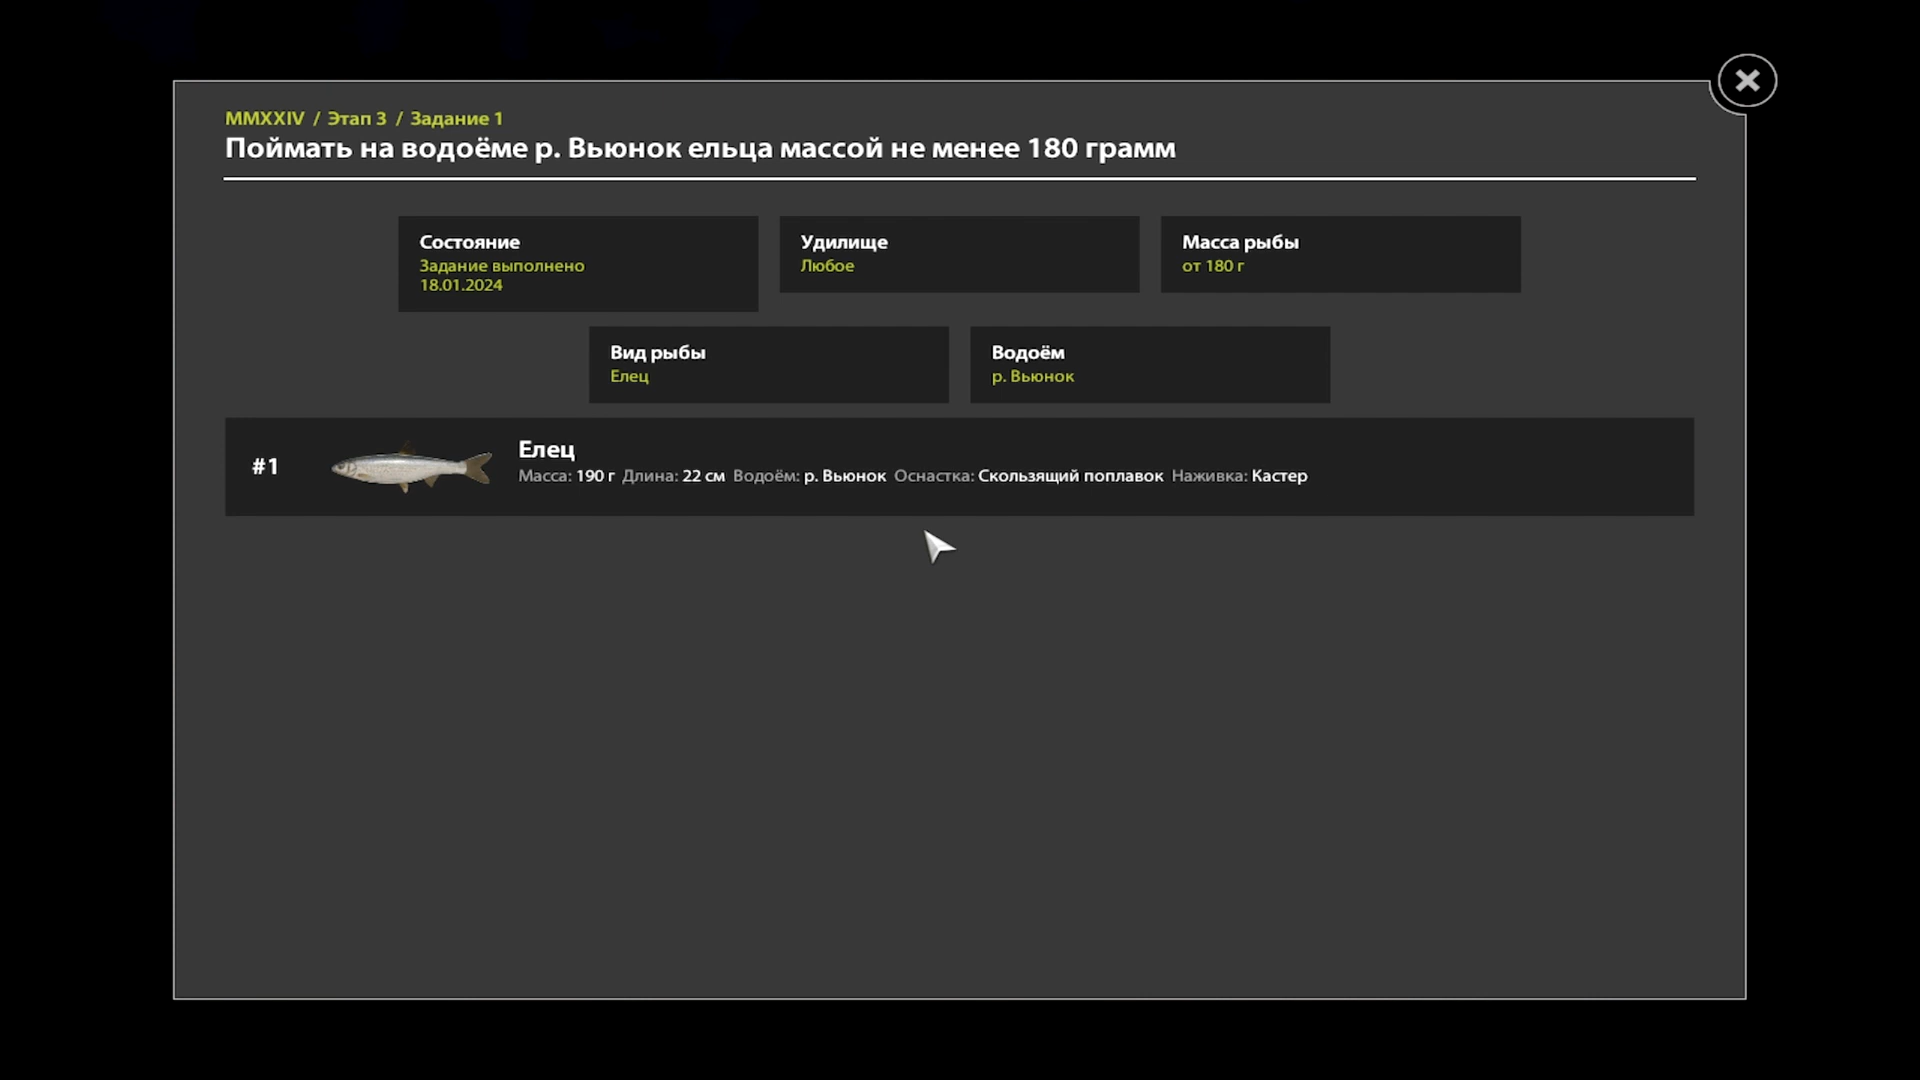 MMXXIV / Этап 3 / Задание 1
Поймать на водоёме р. Вьюнок ельца массой не менее 180 грамм
Состояние
Задание выполнено
18.01.2024
Удилище
Любое
Масса рыбы
от 180 г
Вид рыбы
Елец
Водоём
р. Вьюнок
#1
Елец
Масса: 190 г Длина: 22 см Водоём: р. Вьюнок Оснастка: Скользящий поплавок Наживка: Кастер